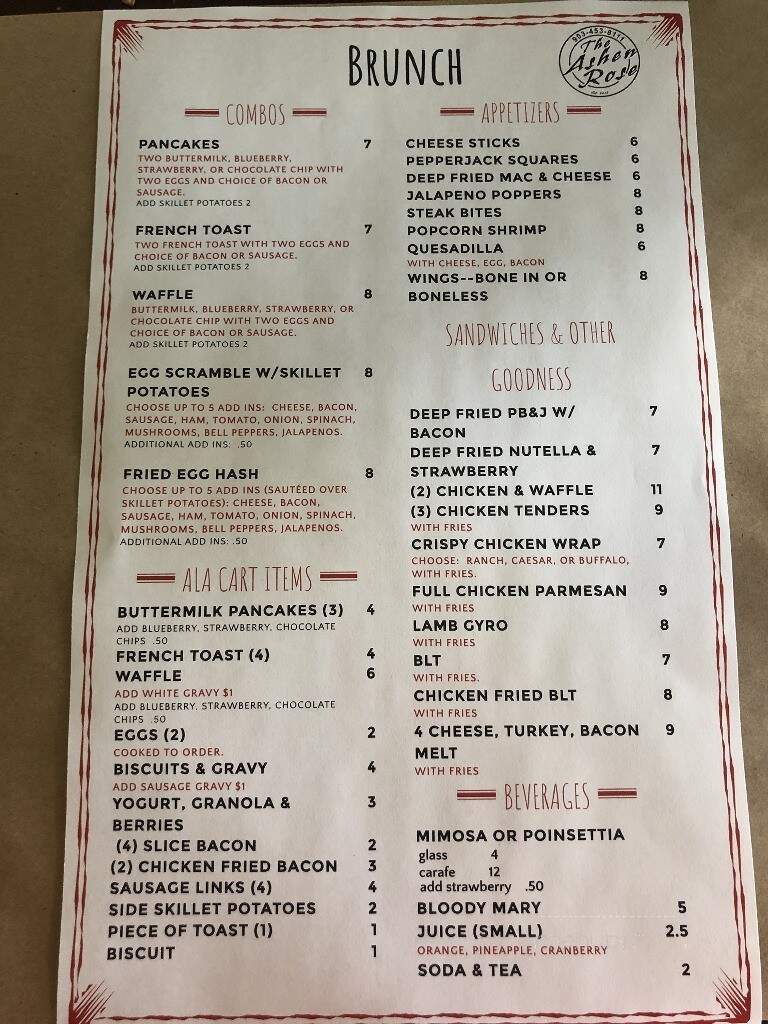 BRUNCH
903-453-8111
The
Ashen
Rose
COMBOS
PANCAKES 7
TWO BUTTERMILK, BLUEBERRY,
STRAWBERRY, OR CHOCOLATE CHIP WITH
TWO EGGS AND CHOICE OF BACON OR
SAUSAGE.
ADD SKILLET POTATOES 2
FRENCH TOAST 7
TWO FRENCH TOAST WITH TWO EGGS AND
CHOICE OF BACON OR SAUSAGE.
ADD SKILLET POTATOES 2
WAFFLE 8
BUTTERMILK, BLUEBERRY, STRAWBERRY, OR
CHOCOLATE CHIP WITH TWO EGGS AND
CHOICE OF BACON OR SAUSAGE.
ADD SKILLET POTATOES 2
EGG SCRAMBLE W/SKILLET 8
POTATOES
CHOOSE UP TO 5 ADD INS: CHEESE, BACON,
SAUSAGE, HAM, TOMATO, ONION, SPINACH,
MUSHROOMS, BELL PEPPERS, JALAPENOS.
ADDITIONAL ADD INS: .50
FRIED EGG HASH 8
CHOOSE UP TO 5 ADD INS (SAUTÉED OVER
SKILLET POTATOES): CHEESE, BACON,
SAUSAGE, HAM, TOMATO, ONION, SPINACH,
MUSHROOMS, BELL PEPPERS, JALAPENOS.
ADDITIONAL ADD INS: .50
ALA CART ITEMS
BUTTERMILK PANCAKES (3) 4
ADD BLUEBERRY, STRAWBERRY, CHOCOLATE
CHIPS .50
FRENCH TOAST (4) 4
WAFFLE 6
ADD WHITE GRAVY $1
ADD BLUEBERRY, STRAWBERRY, CHOCOLATE
CHIPS .50
EGGS (2) 2
COOKED TO ORDER.
BISCUITS & GRAVY 4
ADD SAUSAGE GRAVY $1
YOGURT, GRANOLA & 3
BERRIES
(4) SLICE BACON 2
(2) CHICKEN FRIED BACON 3
SAUSAGE LINKS (4) 4
SIDE SKILLET POTATOES 2
PIECE OF TOAST (1) 1
BISCUIT 1
APPETIZERS
CHEESE STICKS 6
PEPPERJACK SQUARES 6
DEEP FRIED MAC & CHEESE 6
JALAPENO POPPERS 8
STEAK BITES 8
POPCORN SHRIMP 8
QUESADILLA 6
WITH CHEESE, EGG, BACON
WINGS--BONE IN OR 8
BONELESS
SANDWICHES & OTHER
GOODNESS
DEEP FRIED PB&J W/ 7
BACON
DEEP FRIED NUTELLA & 7
STRAWBERRY
(2) CHICKEN & WAFFLE 11
(3) CHICKEN TENDERS 9
WITH FRIES
CRISPY CHICKEN WRAP 7
CHOOSE: RANCH, CAESAR, OR BUFFALO,
WITH FRIES.
FULL CHICKEN PARMESAN 9
WITH FRIES
LAMB GYRO 8
WITH FRIES
BLT 7
WITH FRIES.
CHICKEN FRIED BLT 8
WITH FRIES
4 CHEESE, TURKEY, BACON 9
MELT
WITH FRIES
BEVERAGES
MIMOSA OR POINSETTIA
glass 4
carafe 12
add strawberry .50
BLOODY MARY 5
JUICE (SMALL) 2.5
ORANGE, PINEAPPLE, CRANBERRY
SODA & TEA 2